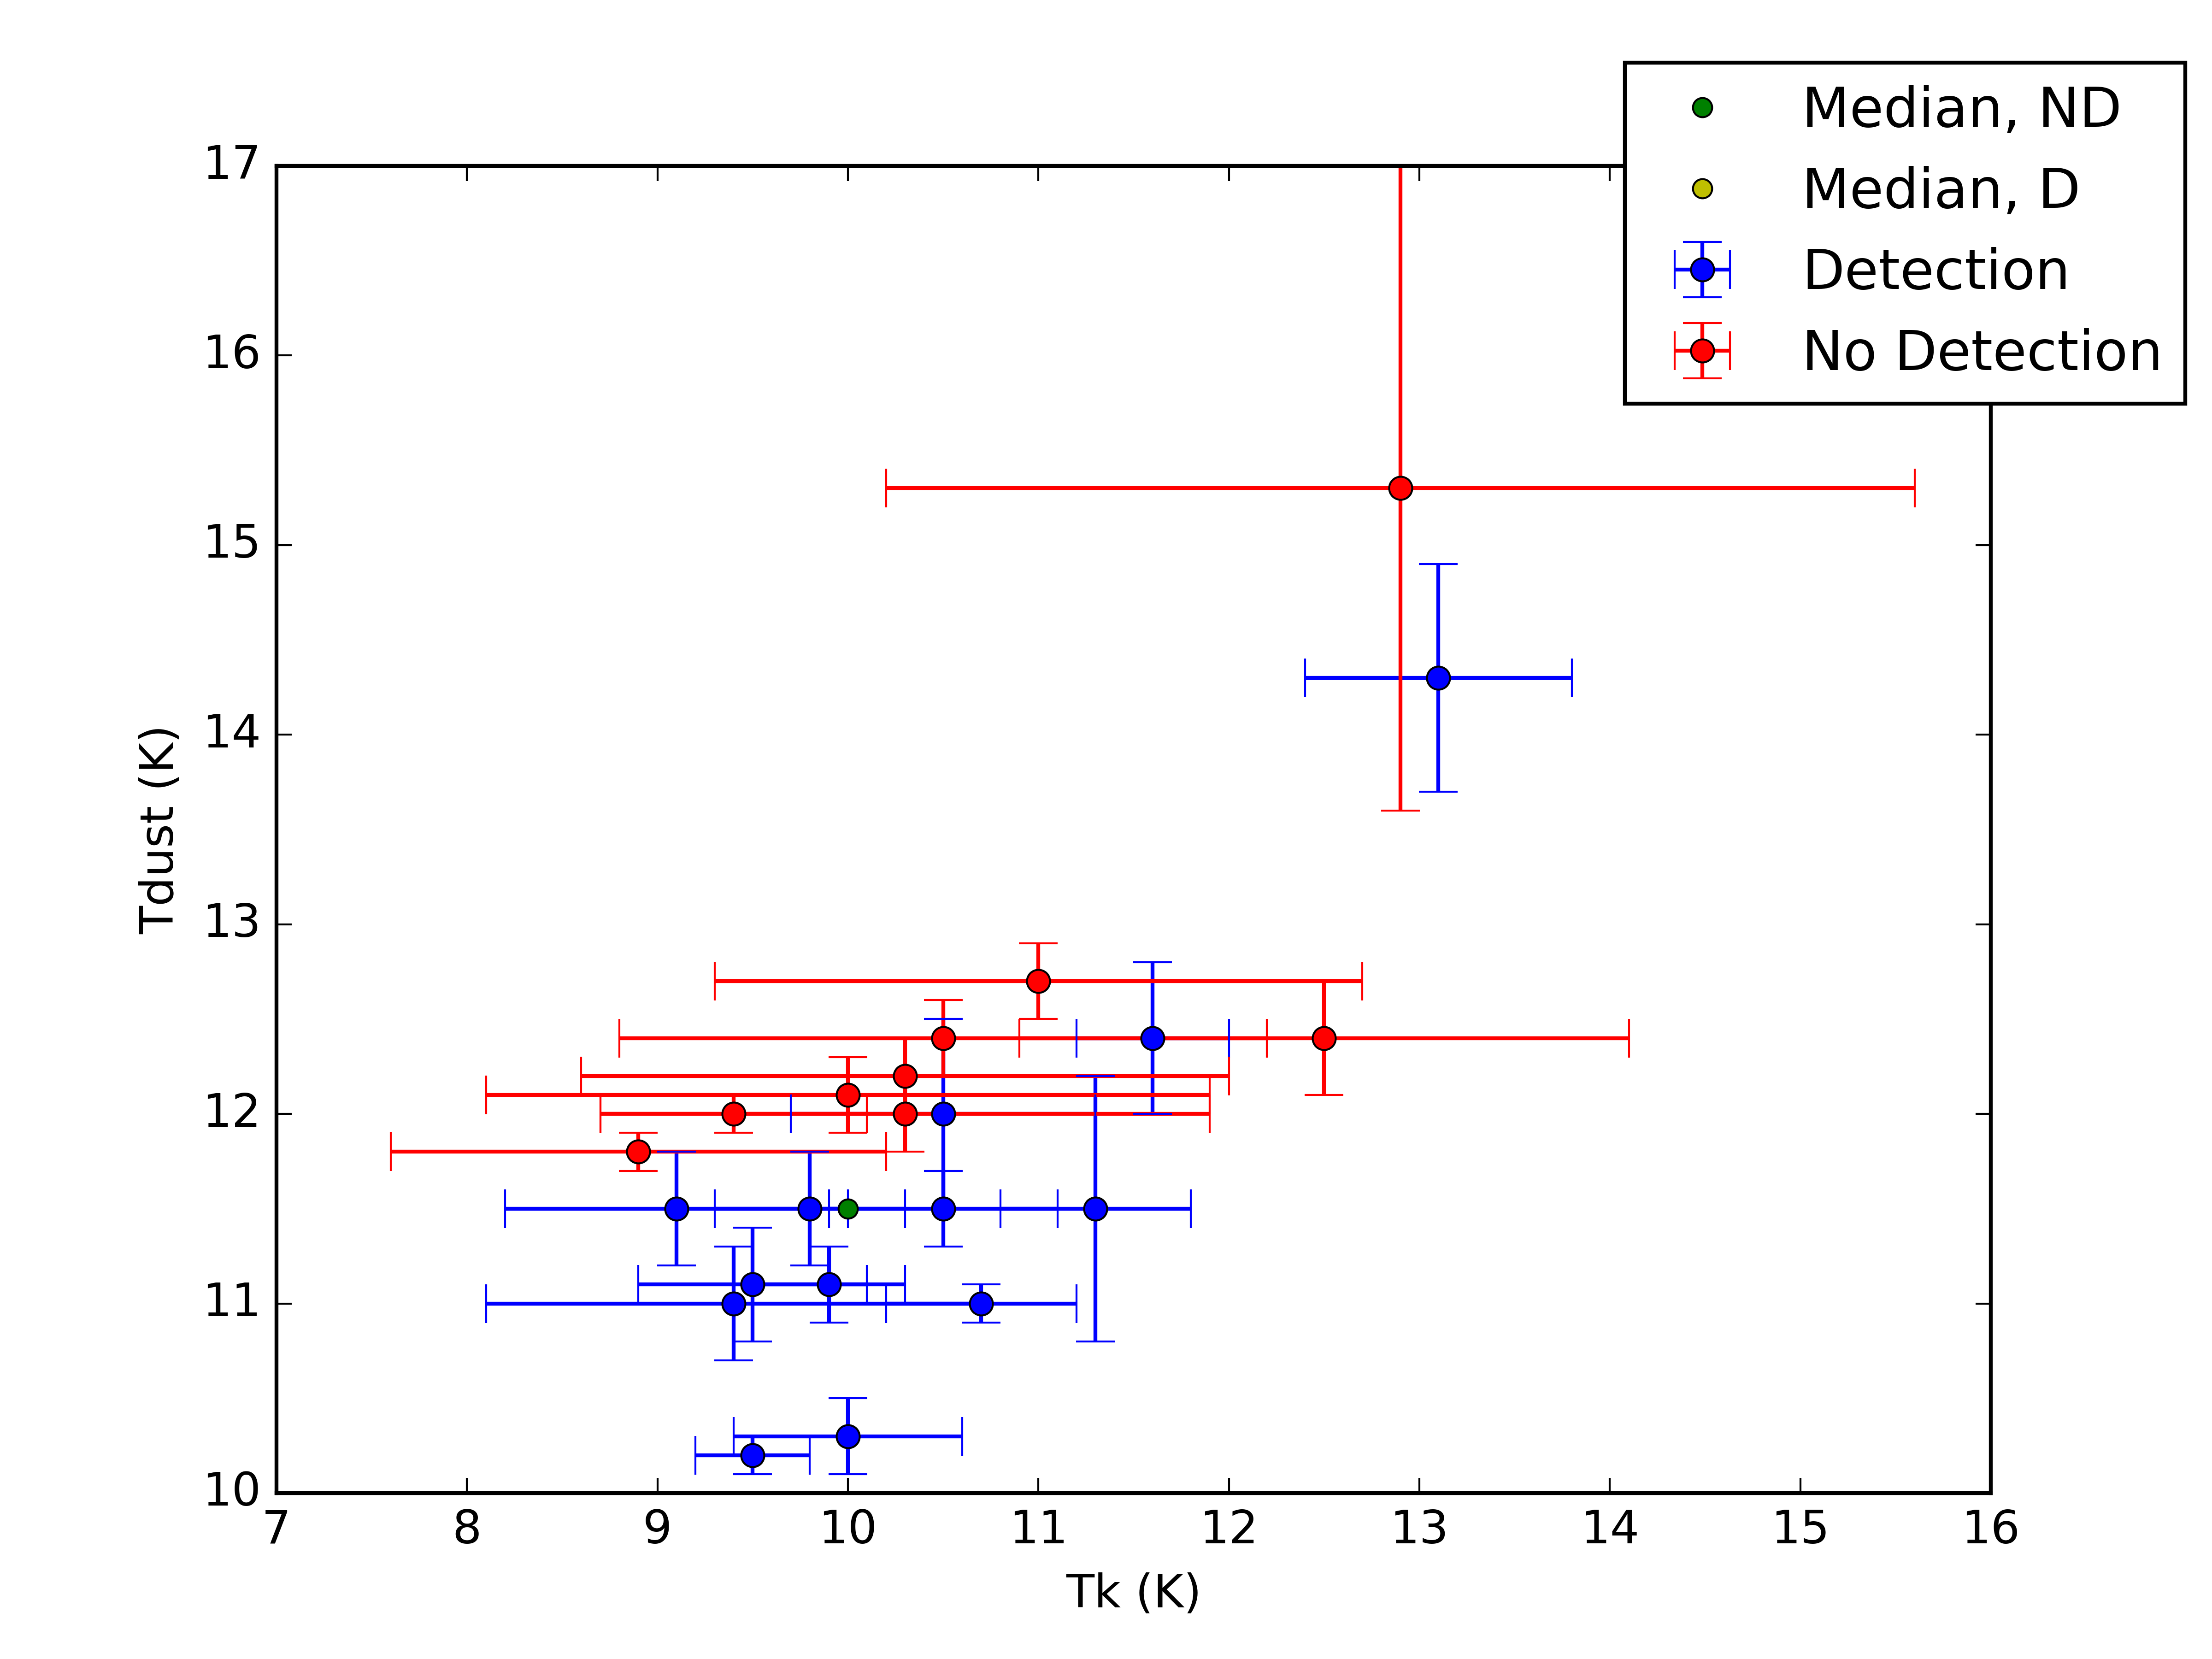 Median, ND
Median, D
Detection
No Detection
17
16
15
14
13
12
11
10
Tdust (K)
7 8 9 10 11 12 13 14 15 16
Tk (K)